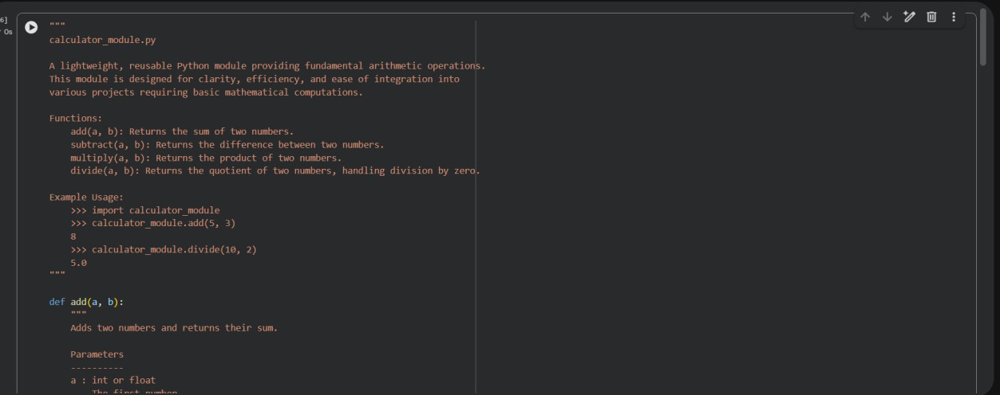 6]
0s
"""
calculator_module.py
A lightweight, reusable Python module providing fundamental arithmetic operations.
This module is designed for clarity, efficiency, and ease of integration into
various projects requiring basic mathematical computations.
Functions:
    add(a, b): Returns the sum of two numbers.
    subtract(a, b): Returns the difference between two numbers.
    multiply(a, b): Returns the product of two numbers.
    divide(a, b): Returns the quotient of two numbers, handling division by zero.
Example Usage:
    >>> import calculator_module
    >>> calculator_module.add(5, 3)
    8
    >>> calculator_module.divide(10, 2)
    5.0
"""
def add(a, b):
    """
    Adds two numbers and returns their sum.
    Parameters
    ----------
    a : int or float
        The first number